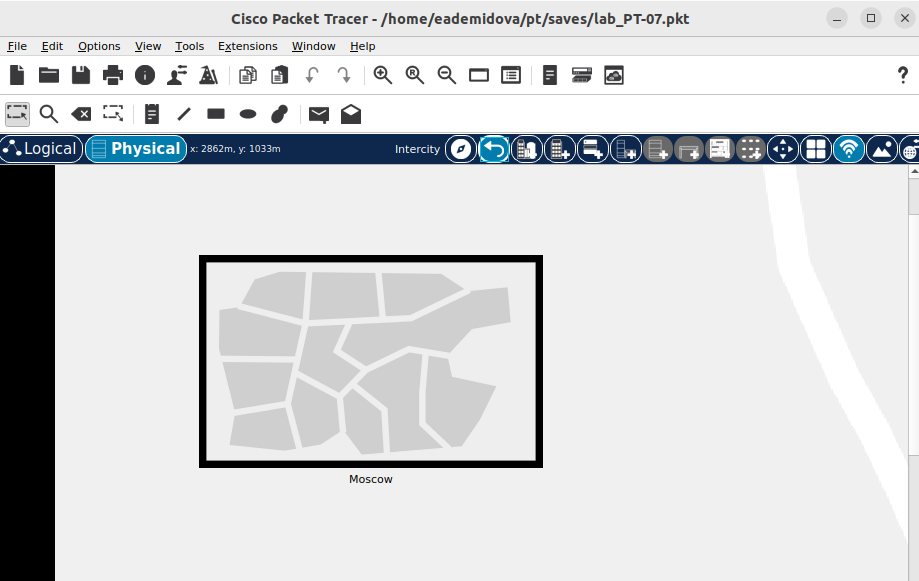 Cisco Packet Tracer - /home/eademidova/pt/saves/lab_PT-07.pkt
File Edit Options View Tools Extensions Window Help
Logical Physical x: 2862m, y: 1033m Intercity
Moscow